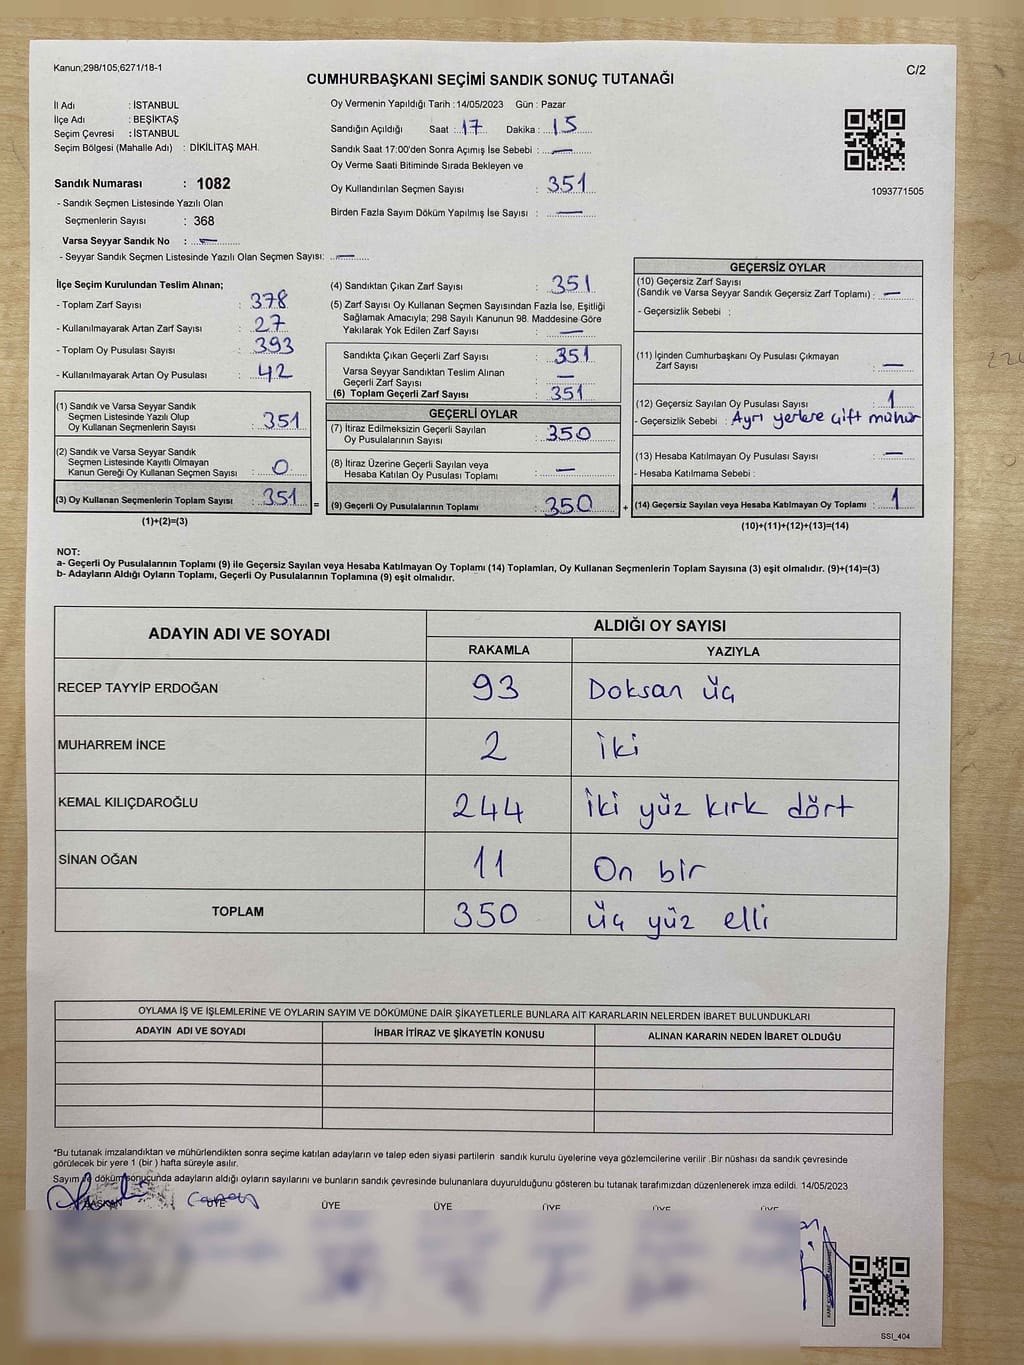 Kanun;298/105,6271/18-1
C/2
CUMHURBAŞKANI SEÇİMİ SANDIK SONUÇ TUTANAĞI
İl Adı : İSTANBUL
İlçe Adı : BEŞİKTAŞ
Seçim Çevresi : İSTANBUL
Seçim Bölgesi (Mahalle Adı) : DİKİLİTAŞ MAH.
Sandık Numarası : 1082
- Sandık Seçmen Listesinde Yazılı Olan
Seçmenlerin Sayısı : 368
Varsa Seyyar Sandık No : —
- Seyyar Sandık Seçmen Listesinde Yazılı Olan Seçmen Sayısı: —
Oy Vermenin Yapıldığı Tarih : 14/05/2023 Gün : Pazar
Sandığın Açıldığı Saat : 17 Dakika : 15
Sandık Saat 17:00'den Sonra Açımış İse Sebebi : —
Oy Verme Saati Bitiminde Sırada Bekleyen ve
Oy Kullandırılan Seçmen Sayısı : 351
Birden Fazla Sayım Döküm Yapılmış İse Sayısı : —
1093771505
İlçe Seçim Kurulundan Teslim Alınan;
- Toplam Zarf Sayısı : 378
- Kullanılmayarak Artan Zarf Sayısı : 27
- Toplam Oy Pusulası Sayısı : 393
- Kullanılmayarak Artan Oy Pusulası : 42
(1) Sandık ve Varsa Seyyar Sandık
Seçmen Listesinde Yazılı Olup
Oy Kullanan Seçmenlerin Sayısı : 351
(2) Sandık ve Varsa Seyyar Sandık
Seçmen Listesinde Kayıtlı Olmayan
Kanun Gereği Oy Kullanan Seçmen Sayısı : 0
(3) Oy Kullanan Seçmenlerin Toplam Sayısı : 351 =
(1)+(2)=(3)
(4) Sandıktan Çıkan Zarf Sayısı : 351
(5) Zarf Sayısı Oy Kullanan Seçmen Sayısından Fazla İse, Eşitliği
Sağlamak Amacıyla; 298 Sayılı Kanunun 98. Maddesine Göre
Yakılarak Yok Edilen Zarf Sayısı : —
Sandıkta Çıkan Geçerli Zarf Sayısı : 351
Varsa Seyyar Sandıktan Teslim Alınan
Geçerli Zarf Sayısı : —
(6) Toplam Geçerli Zarf Sayısı : 351
GEÇERLİ OYLAR
(7) İtiraz Edilmeksizin Geçerli Sayılan
Oy Pusulalarının Sayısı : 350
(8) İtiraz Üzerine Geçerli Sayılan veya
Hesaba Katılan Oy Pusulası Toplamı : —
(9) Geçerli Oy Pusulalarının Toplamı : 350 +
GEÇERSİZ OYLAR
(10) Geçersiz Zarf Sayısı
(Sandık ve Varsa Seyyar Sandık Geçersiz Zarf Toplamı) : —
- Geçersizlik Sebebi :
(11) İçinden Cumhurbaşkanı Oy Pusulası Çıkmayan
Zarf Sayısı : —
(12) Geçersiz Sayılan Oy Pusulası Sayısı : 1
- Geçersizlik Sebebi : Ayrı yerlere çift mühür
(13) Hesaba Katılmayan Oy Pusulası Sayısı : —
- Hesaba Katılmama Sebebi :
(14) Geçersiz Sayılan veya Hesaba Katılmayan Oy Toplamı : 1
(10)+(11)+(12)+(13)=(14)
NOT:
a- Geçerli Oy Pusulalarının Toplamı (9) ile Geçersiz Sayılan veya Hesaba Katılmayan Oy Toplamı (14) Toplamları, Oy Kullanan Seçmenlerin Toplam Sayısına (3) eşit olmalıdır. (9)+(14)=(3)
b- Adayların Aldığı Oyların Toplamı, Geçerli Oy Pusulalarının Toplamına (9) eşit olmalıdır.
ADAYIN ADI VE SOYADI
ALDIĞI OY SAYISI
RAKAMLA YAZIYLA
RECEP TAYYİP ERDOĞAN 93 Doksan üç
MUHARREM İNCE 2 iki
KEMAL KILIÇDAROĞLU 244 iki yüz kırk dört
SİNAN OĞAN 11 On bir
TOPLAM 350 üç yüz elli
OYLAMA İŞ VE İŞLEMLERİNE VE OYLARIN SAYIM VE DÖKÜMÜNE DAİR ŞİKAYETLERLE BUNLARA AİT KARARLARIN NELERDEN İBARET BULUNDUKLARI
ADAYIN ADI VE SOYADI İHBAR İTİRAZ VE ŞİKAYETİN KONUSU ALINAN KARARIN NEDEN İBARET OLDUĞU
*Bu tutanak imzalandıktan ve mühürlendikten sonra seçime katılan adayların ve talep eden siyasi partilerin sandık kurulu üyelerine veya gözlemcilerine verilir .Bir nüshası da sandık çevresinde
görülecek bir yere 1 (bir ) hafta süreyle asılır.
Sayım ve döküm sonucunda adayların aldığı oyların sayılarını ve bunların sandık çevresinde bulunanlara duyurulduğunu gösteren bu tutanak tarafımızdan düzenlenerek imza edildi. 14/05/2023
BAŞKAN ÜYE ÜYE ÜYE ÜYE ÜYE ÜYE
SSI_404